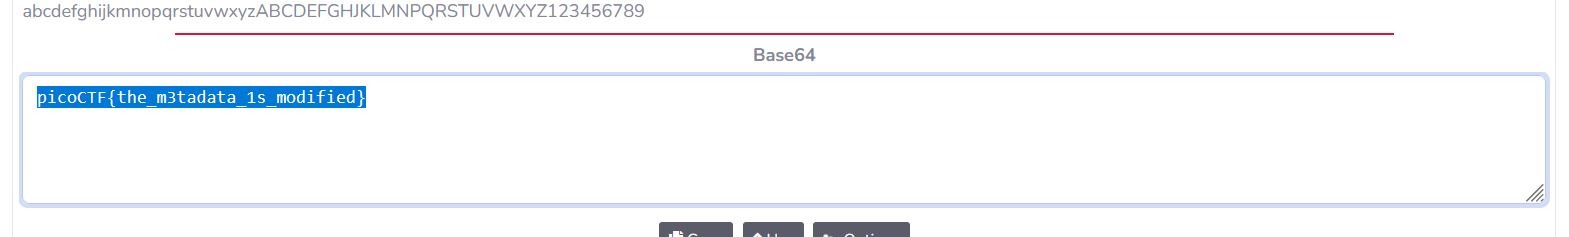 abcdefghijkmnopqrstuvwxyzABCDEFGHJKLMNPQRSTUVWXYZ123456789
Base64
picoCTF{the_m3tadata_1s_modified}